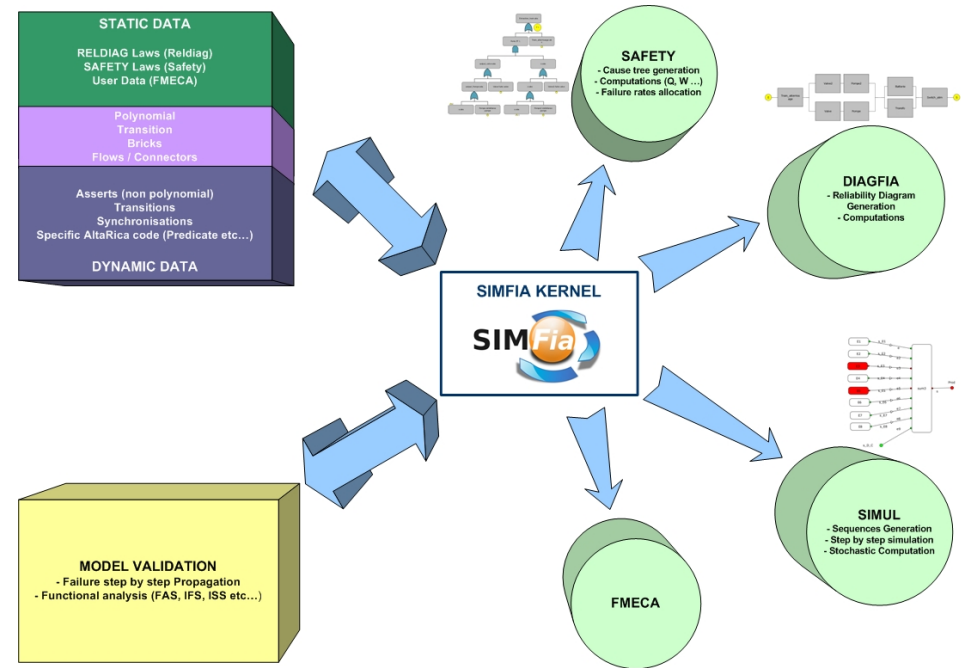 STATIC DATA
RELDIAG Laws (Reldiag)
SAFETY Laws (Safety)
User Data (FMECA)
Polynomial
Transition
Bricks
Flows / Connectors
Asserts (non polynomial)
Transitions
Synchronisations
Specific AltaRica code (Predicate etc…)
DYNAMIC DATA
SAFETY
- Cause tree generation
- Computations (Q, W ...)
- Failure rates allocation
DIAGFIA
- Reliability Diagram
Generation
- Computations
SIMFIA KERNEL
SIMFia
MODEL VALIDATION
- Failure step by step Propagation
- Functional analysis (FAS, IFS, ISS etc…)
FMECA
SIMUL
- Sequences Generation
- Step by step simulation
- Stochastic Computation